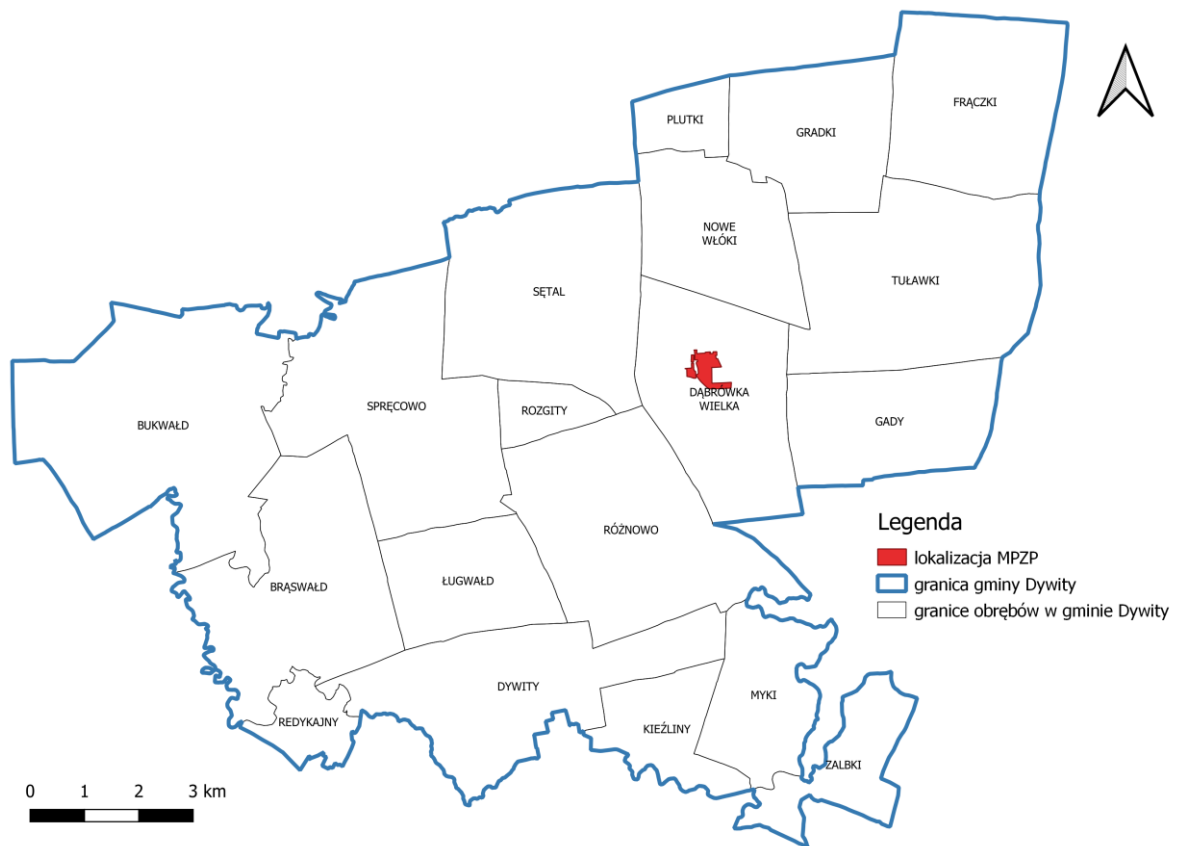 FRĄCZKI
PLUTKI
GRADKI
NOWE
WŁÓKI
TUŁAWKI
SĘTAL
DĄBRÓWKA
WIELKA
SPRĘCOWO
ROZGITY
BUKWAŁD
GADY
RÓŻNOWO
ŁUGWAŁD
BRĄSWAŁD
DYWITY
MYKI
REDYKAJNY
KIEŹLINY
ZALBKI
Legenda
lokalizacja MPZP
granica gminy Dywity
granice obrębów w gminie Dywity
0 1 2 3 km